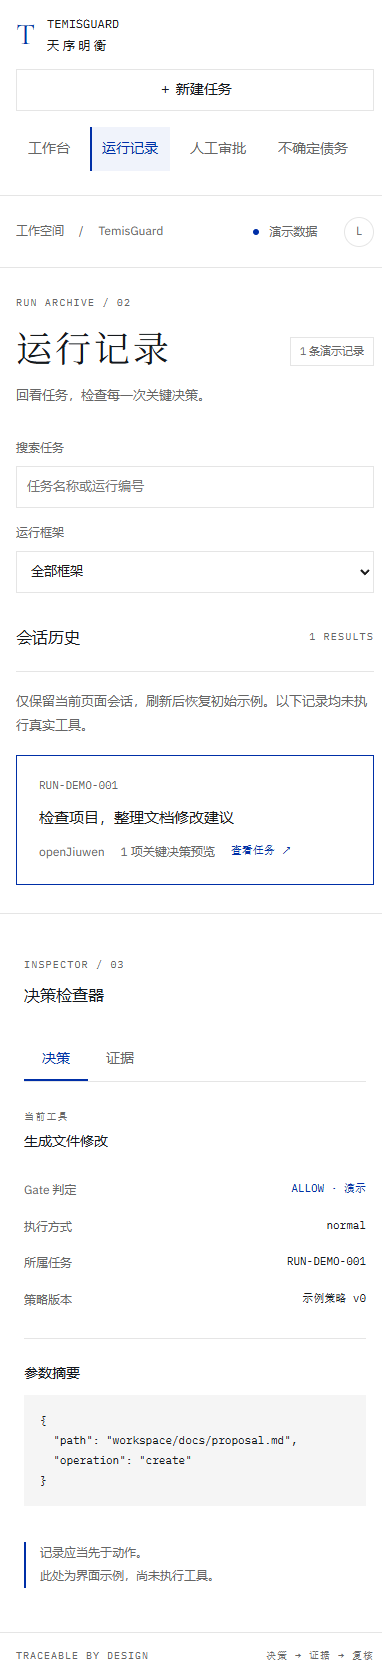 T
TEMISGUARD
天序明衡
+ 新建任务
工作台 运行记录 人工审批 不确定债务
工作空间 / TemisGuard 演示数据 L
RUN ARCHIVE / 02
运行记录
1 条演示记录
回看任务，检查每一次关键决策。
搜索任务
任务名称或运行编号
运行框架
全部框架
会话历史 1 RESULTS
仅保留当前页面会话，刷新后恢复初始示例。以下记录均未执
行真实工具。
RUN-DEMO-001
检查项目，整理文档修改建议
openJiuwen 1 项关键决策预览 查看任务 ↗
INSPECTOR / 03
决策检查器
决策 证据
当前工具
生成文件修改
Gate 判定 ALLOW · 演示
执行方式 normal
所属任务 RUN-DEMO-001
策略版本 示例策略 v0
参数摘要
{
"path": "workspace/docs/proposal.md",
"operation": "create"
}
记录应当先于动作。
此处为界面示例，尚未执行工具。
TRACEABLE BY DESIGN 决策 → 证据 → 复核